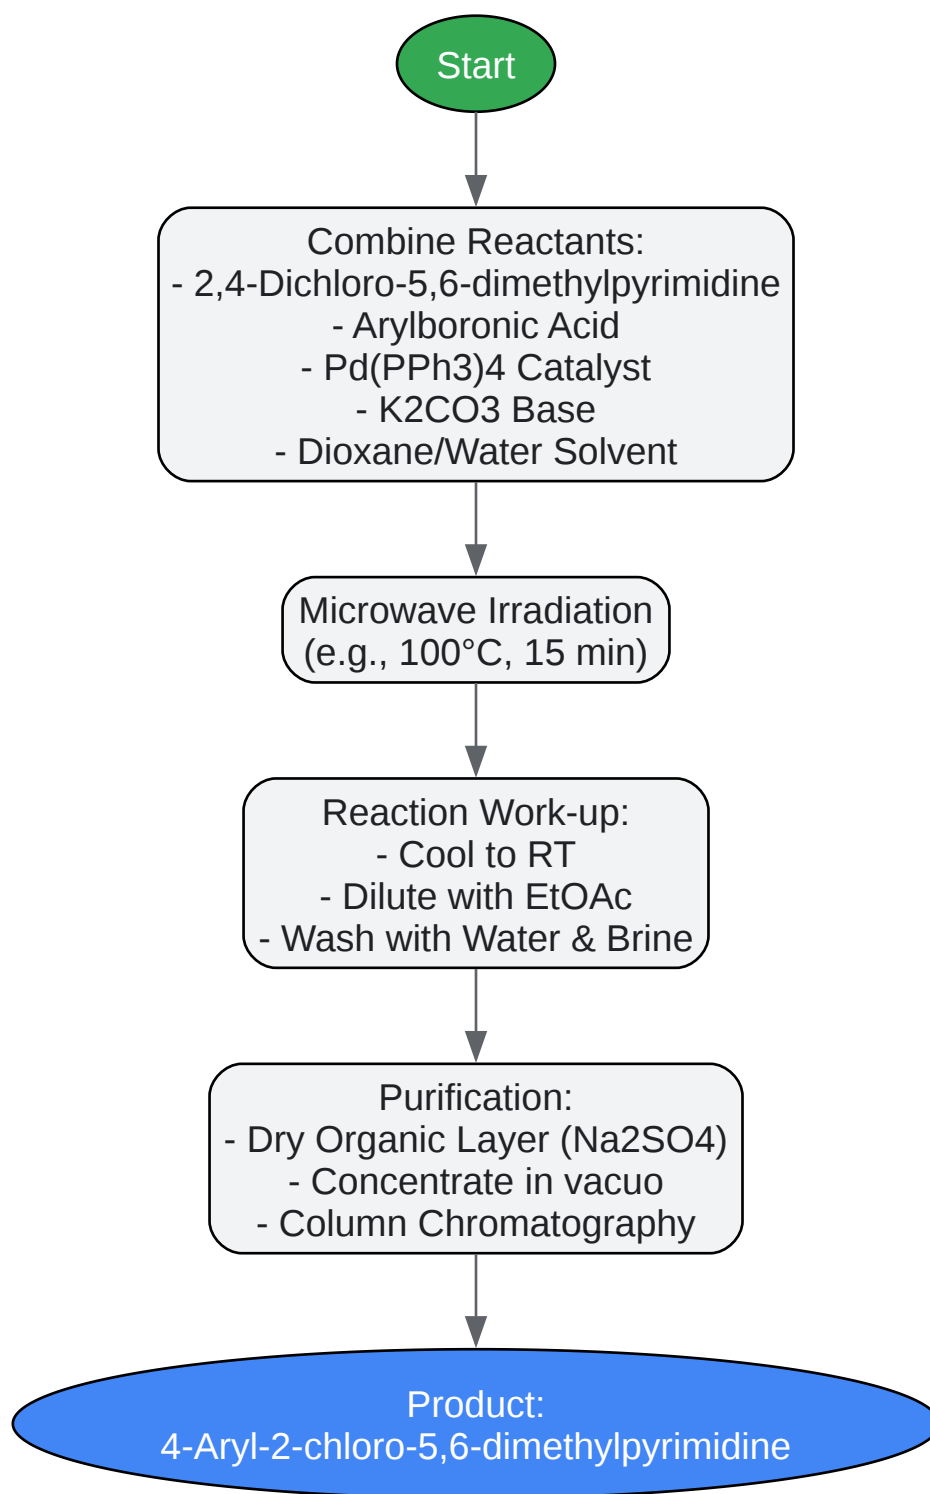 Start
Combine Reactants:
- 2,4-Dichloro-5,6-dimethylpyrimidine
- Arylboronic Acid
- Pd(PPh3)4 Catalyst
- K2CO3 Base
- Dioxane/Water Solvent
Microwave Irradiation
(e.g., 100°C, 15 min)
Reaction Work-up:
- Cool to RT
- Dilute with EtOAc
- Wash with Water & Brine
Purification:
- Dry Organic Layer (Na2SO4)
- Concentrate in vacuo
- Column Chromatography
Product:
4-Aryl-2-chloro-5,6-dimethylpyrimidine